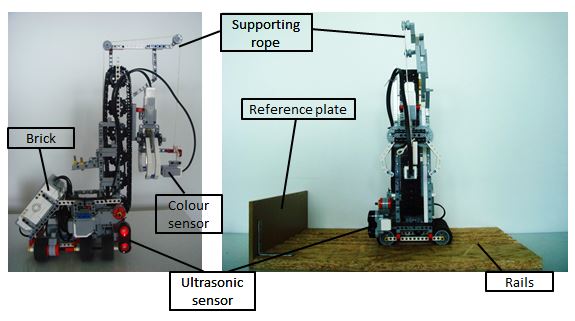 Supporting
rope
Reference plate
Brick
Colour
sensor
Ultrasonic
sensor
Rails